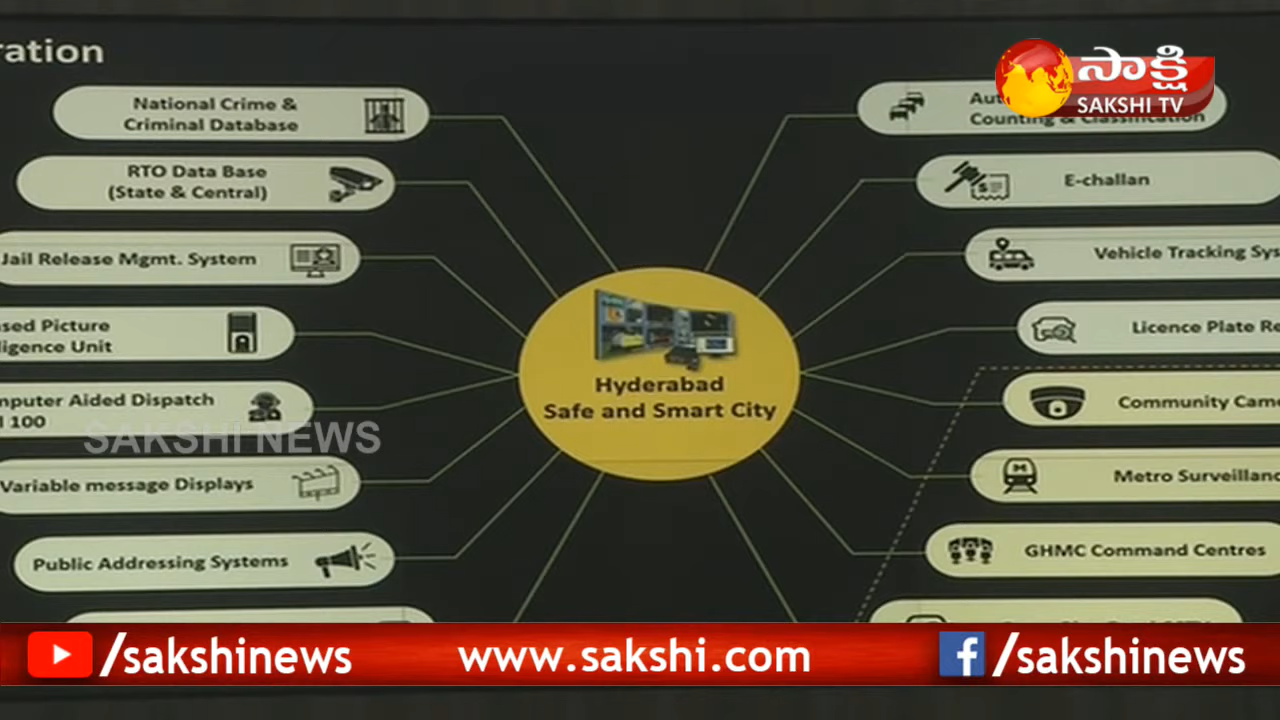 ration
National Crime &
Criminal Database
RTO Data Base
(State & Central)
Jail Release Mgmt. System
Picture
Unit
Aided Dispatch
100
Variable message Displays
Public Addressing Systems
Hyderabad
Safe and Smart City
Counting & Classification
E-challan
Vehicle Tracking
Licence Plate
Community
Metro
GHMC Command Centres
సాక్షి
SAKSHI TV
SAKSHI NEWS
/sakshinews
www.sakshi.com
/sakshinews